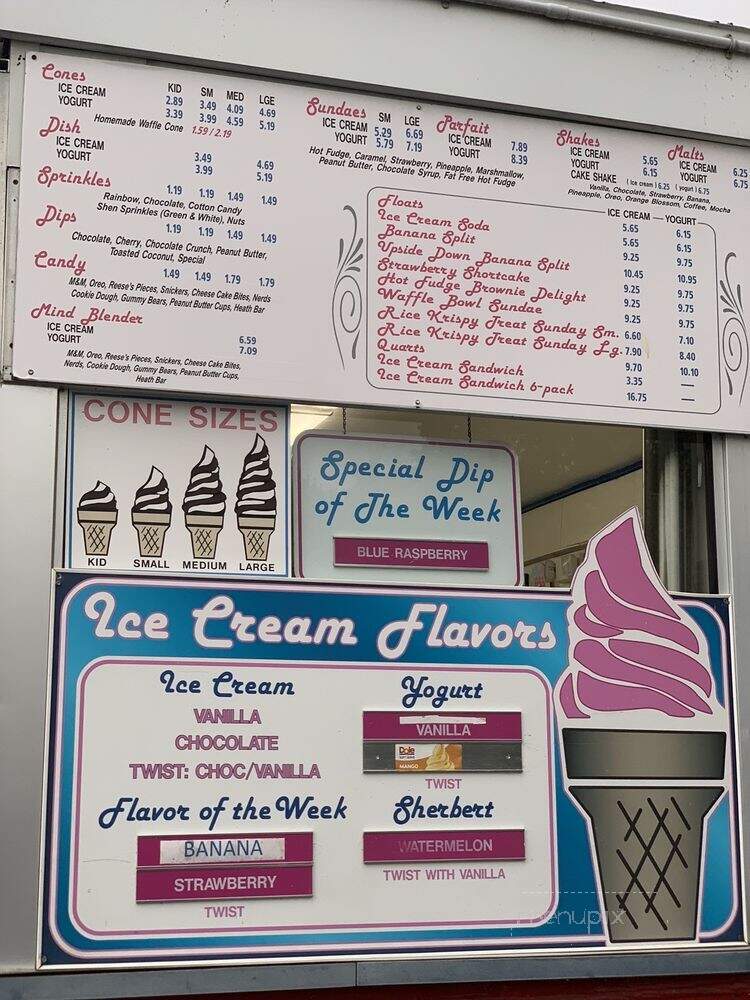 Cones KID SM MED LGE
ICE CREAM 2.89 3.49 4.09 4.69
YOGURT 3.39 3.99 4.59 5.19
Homemade Waffle Cone 1.59 / 2.19
Dish
ICE CREAM 3.49 4.69
YOGURT 3.99 5.19
Sprinkles 1.19 1.19 1.49 1.49
Rainbow, Chocolate, Cotton Candy
Shen Sprinkles (Green & White), Nuts
Dips 1.19 1.19 1.49 1.49
Chocolate, Cherry, Chocolate Crunch, Peanut Butter,
Toasted Coconut, Special
Candy 1.49 1.49 1.79 1.79
M&M, Oreo, Reese's Pieces, Snickers, Cheese Cake Bites, Nerds
Cookie Dough, Gummy Bears, Peanut Butter Cups, Heath Bar
Mind Blender
ICE CREAM 6.59
YOGURT 7.09
M&M, Oreo, Reese's Pieces, Snickers, Cheese Cake Bites,
Nerds, Cookie Dough, Gummy Bears, Peanut Butter Cups,
Heath Bar
Sundaes SM LGE
ICE CREAM 5.29 6.69
YOGURT 5.79 7.19
Parfait
ICE CREAM 7.89
YOGURT 8.39
Hot Fudge, Caramel, Strawberry, Pineapple, Marshmallow,
Peanut Butter, Chocolate Syrup, Fat Free Hot Fudge
Shakes
ICE CREAM 5.65
YOGURT 6.15
CAKE SHAKE (ice cream) 6.25 (yogurt) 6.75
Malts
ICE CREAM 6.25
YOGURT 6.75
Vanilla, Chocolate, Strawberry, Banana,
Pineapple, Oreo, Orange Blossom, Coffee, Mocha
ICE CREAM YOGURT
Floats 5.65 6.15
Ice Cream Soda 5.65 6.15
Banana Split 9.25 9.75
Upside Down Banana Split 10.45 10.95
Strawberry Shortcake 9.25 9.75
Hot Fudge Brownie Delight 9.25 9.75
Waffle Bowl Sundae 9.25 9.75
Rice Krispy Treat Sunday Sm. 6.60 7.10
Rice Krispy Treat Sunday Lg. 7.90 8.40
Quarts 9.70 10.10
Ice Cream Sandwich 3.35 —
Ice Cream Sandwich 6-pack 16.75 —
CONE SIZES
KID SMALL MEDIUM LARGE
Special Dip
of The Week
BLUE RASPBERRY
Ice Cream Flavors
Ice Cream
VANILLA
CHOCOLATE
TWIST: CHOC/VANILLA
Yogurt
VANILLA
Dole
MANGO
TWIST
Flavor of the Week
BANANA
STRAWBERRY
TWIST
Sherbert
WATERMELON
TWIST WITH VANILLA
menupix